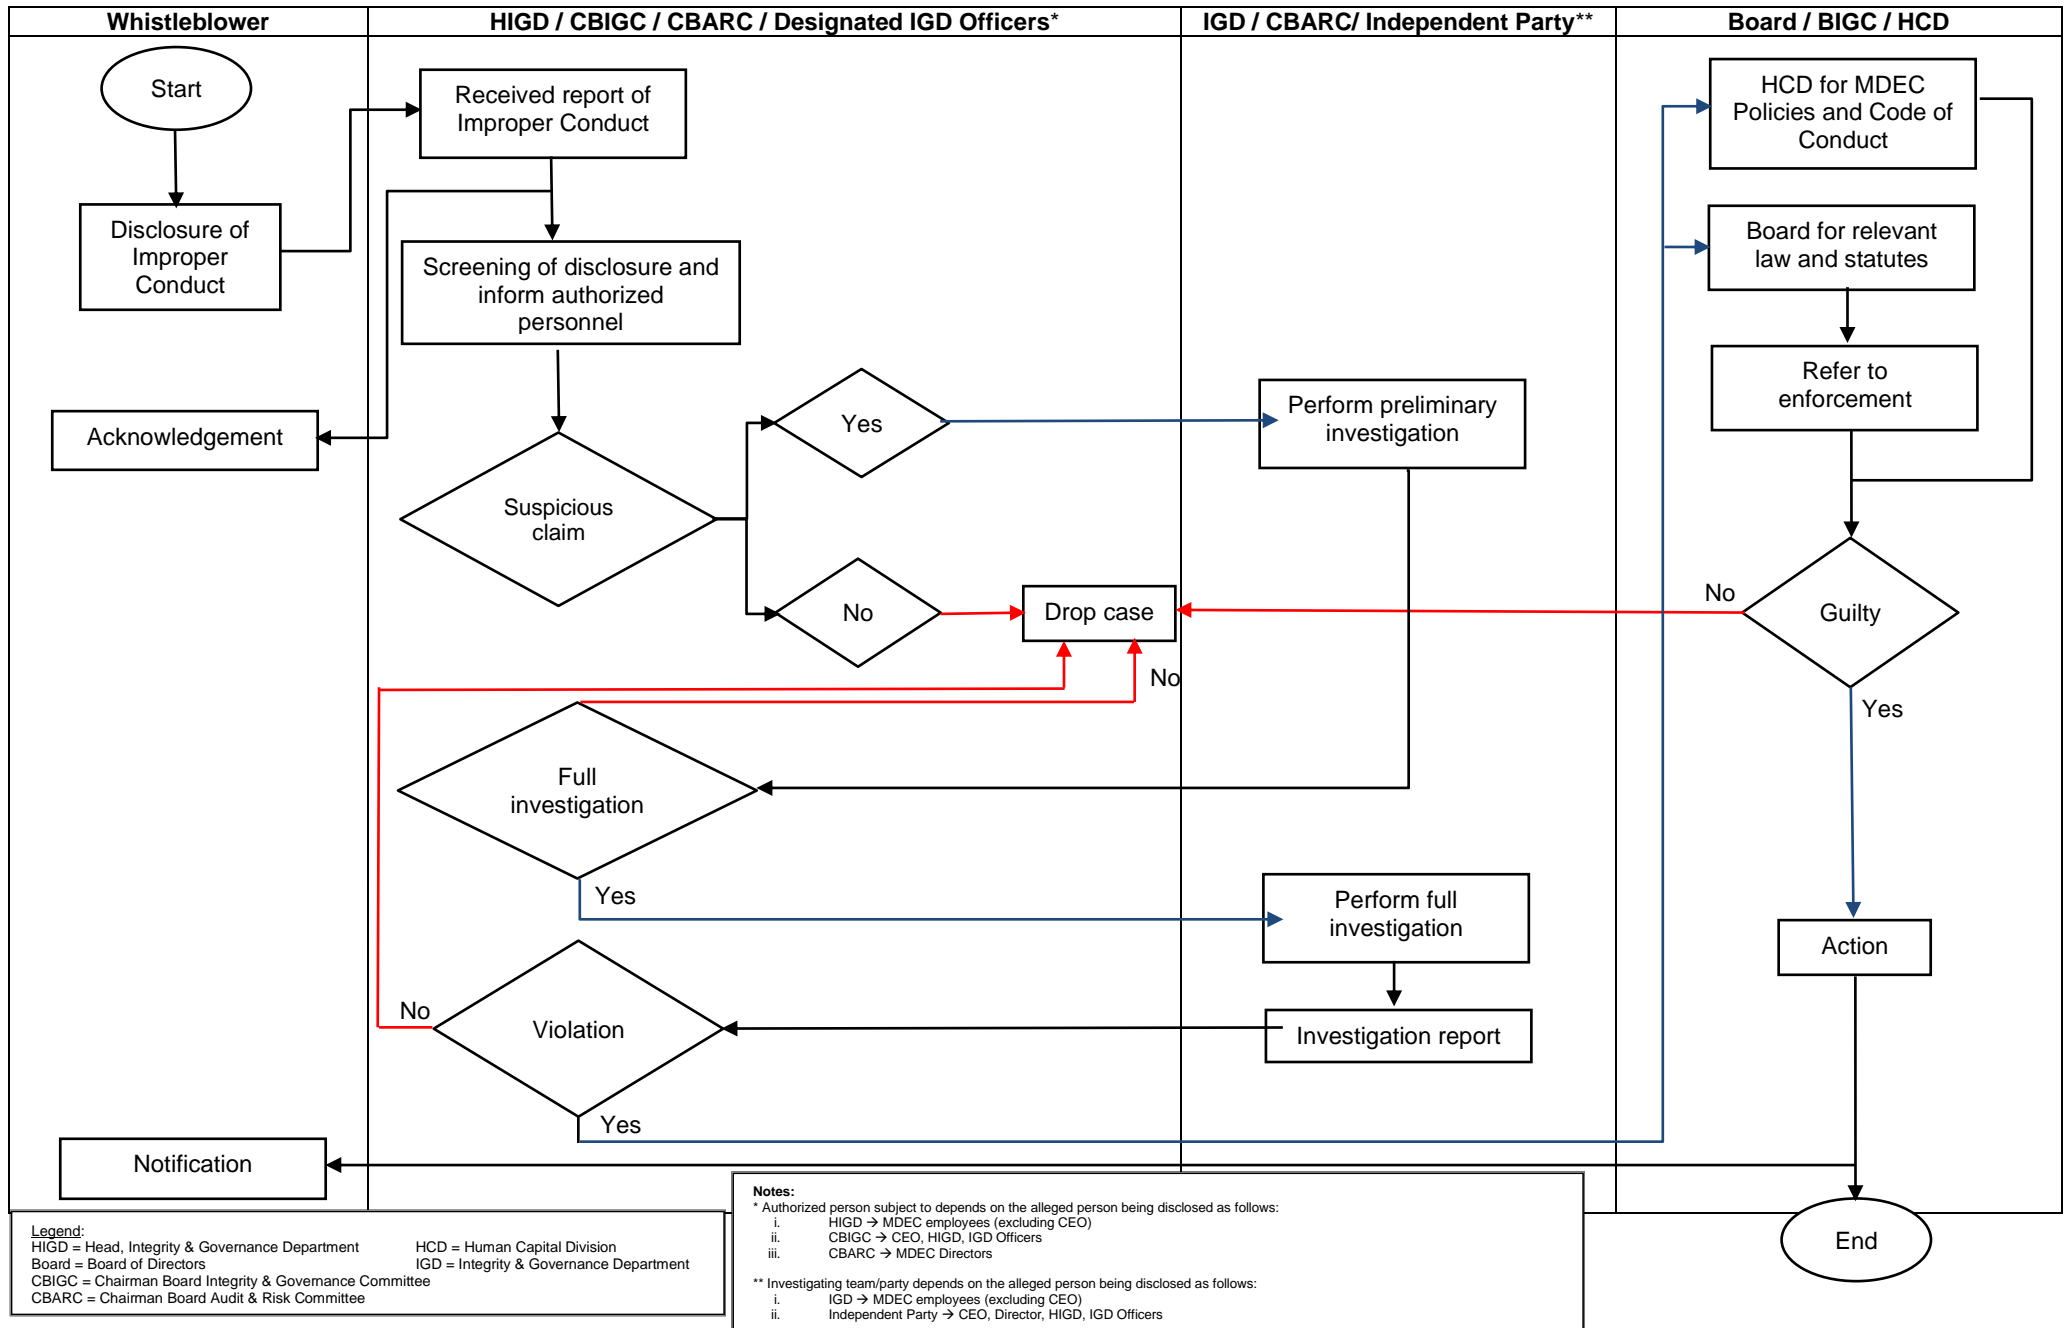 Whistleblower
HIGD / CBIGC / CBARC / Designated IGD Officers*
IGD / CBARC/ Independent Party**
Board / BIGC / HCD
Start
Disclosure of
Improper
Conduct
Acknowledgement
Notification
Received report of
Improper Conduct
Screening of disclosure and
inform authorized
personnel
Suspicious
claim
Yes
No
Drop case
No
Full
investigation
Yes
No
Violation
Yes
Perform preliminary
investigation
Perform full
investigation
Investigation report
HCD for MDEC
Policies and Code of
Conduct
Board for relevant
law and statutes
Refer to
enforcement
No
Guilty
Yes
Action
End
Legend:
HIGD = Head, Integrity & Governance Department HCD = Human Capital Division
Board = Board of Directors IGD = Integrity & Governance Department
CBIGC = Chairman Board Integrity & Governance Committee
CBARC = Chairman Board Audit & Risk Committee
Notes:
* Authorized person subject to depends on the alleged person being disclosed as follows:
i. HIGD → MDEC employees (excluding CEO)
ii. CBIGC → CEO, HIGD, IGD Officers
iii. CBARC → MDEC Directors
** Investigating team/party depends on the alleged person being disclosed as follows:
i. IGD → MDEC employees (excluding CEO)
ii. Independent Party → CEO, Director, HIGD, IGD Officers